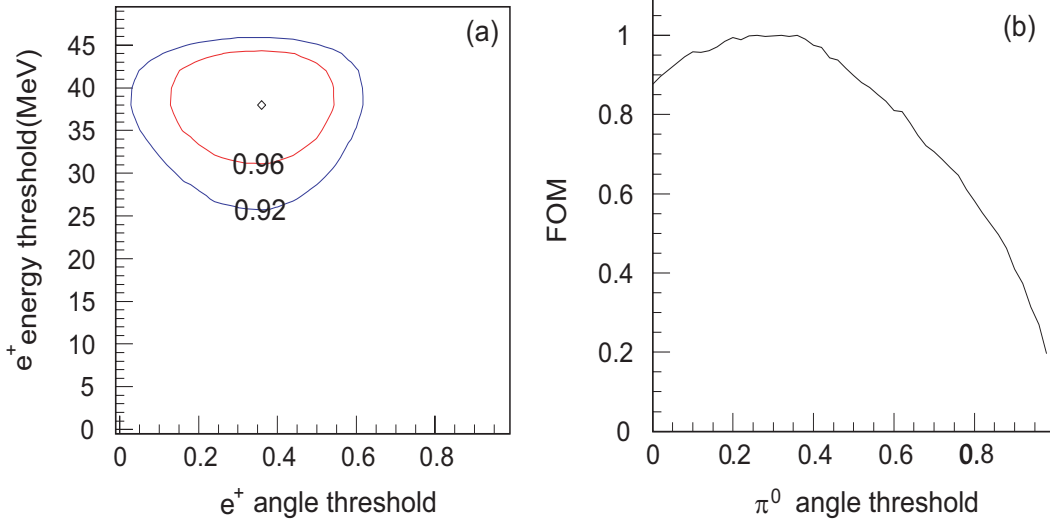 (a)
e⁺ energy threshold(MeV)
45
40
35
30
25
20
15
10
5
0
0.96
0.92
0 0.2 0.4 0.6 0.8
e⁺ angle threshold
(b)
FOM
1
0.8
0.6
0.4
0.2
0
0 0.2 0.4 0.6 0.8
π⁰ angle threshold